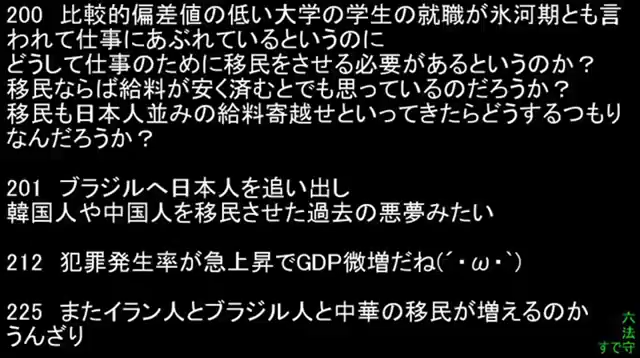 200　比較的偏差値の低い大学の学生の就職が氷河期とも言
われて仕事にあぶれているというのに
どうして仕事のために移民をさせる必要があるというのか？
移民ならば給料が安く済むとでも思っているのだろうか？
移民も日本人並みの給料寄越せといってきたらどうするつもり
なんだろうか？
201　ブラジルへ日本人を追い出し
韓国人や中国人を移民させた過去の悪夢みたい
212　犯罪発生率が急上昇でGDP微増だね(´・ω・`)
225　またイラン人とブラジル人と中華の移民が増えるのか
うんざり
六
法
すで守